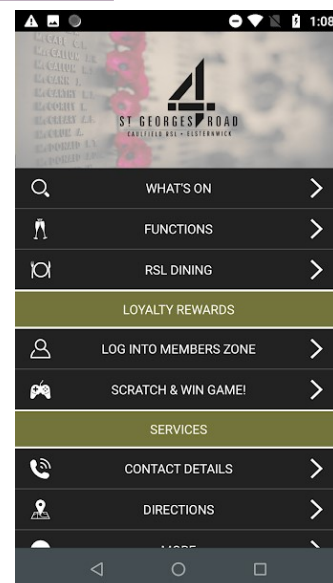 1:08
4
ST GEORGES ROAD
CAULFIELD RSL • ELSTERNWICK
WHAT'S ON
FUNCTIONS
RSL DINING
LOYALTY REWARDS
LOG INTO MEMBERS ZONE
SCRATCH & WIN GAME!
SERVICES
CONTACT DETAILS
DIRECTIONS